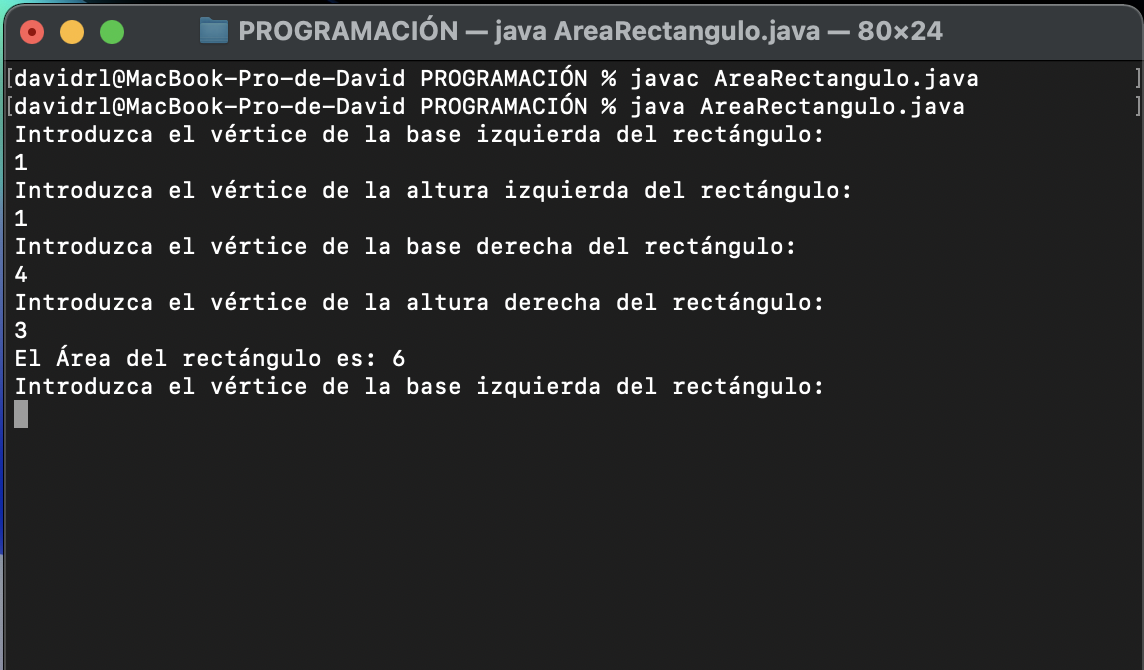 PROGRAMACIÓN — java AreaRectangulo.java — 80×24
[davidrl@MacBook-Pro-de-David PROGRAMACIÓN % javac AreaRectangulo.java ]
[davidrl@MacBook-Pro-de-David PROGRAMACIÓN % java AreaRectangulo.java ]
Introduzca el vértice de la base izquierda del rectángulo:
1
Introduzca el vértice de la altura izquierda del rectángulo:
1
Introduzca el vértice de la base derecha del rectángulo:
4
Introduzca el vértice de la altura derecha del rectángulo:
3
El Área del rectángulo es: 6
Introduzca el vértice de la base izquierda del rectángulo: